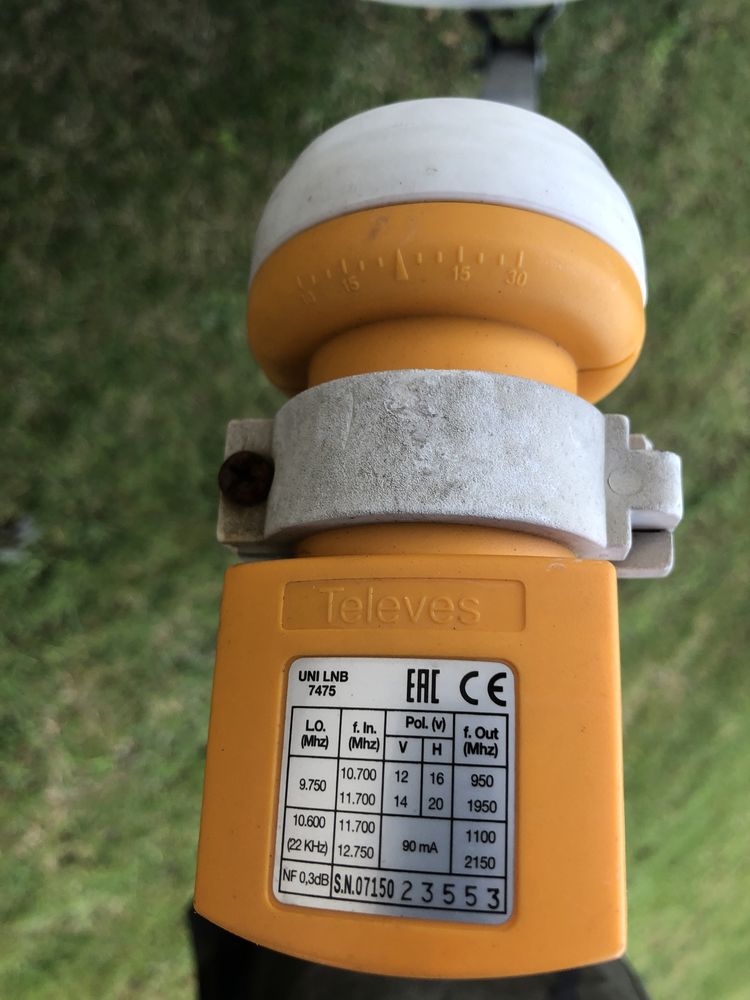 30 15 15 30
Televes
UNI LNB
7475
EAC CE
L.O. (Mhz) f. In. (Mhz) Pol. (v) V H f. Out (Mhz)
9.750 10.700 12 16 950
11.700 14 20 1950
10.600 11.700 90 mA 1100
(22 KHz) 12.750 2150
NF 0,3dB S.N.07150 2 3 5 5 3